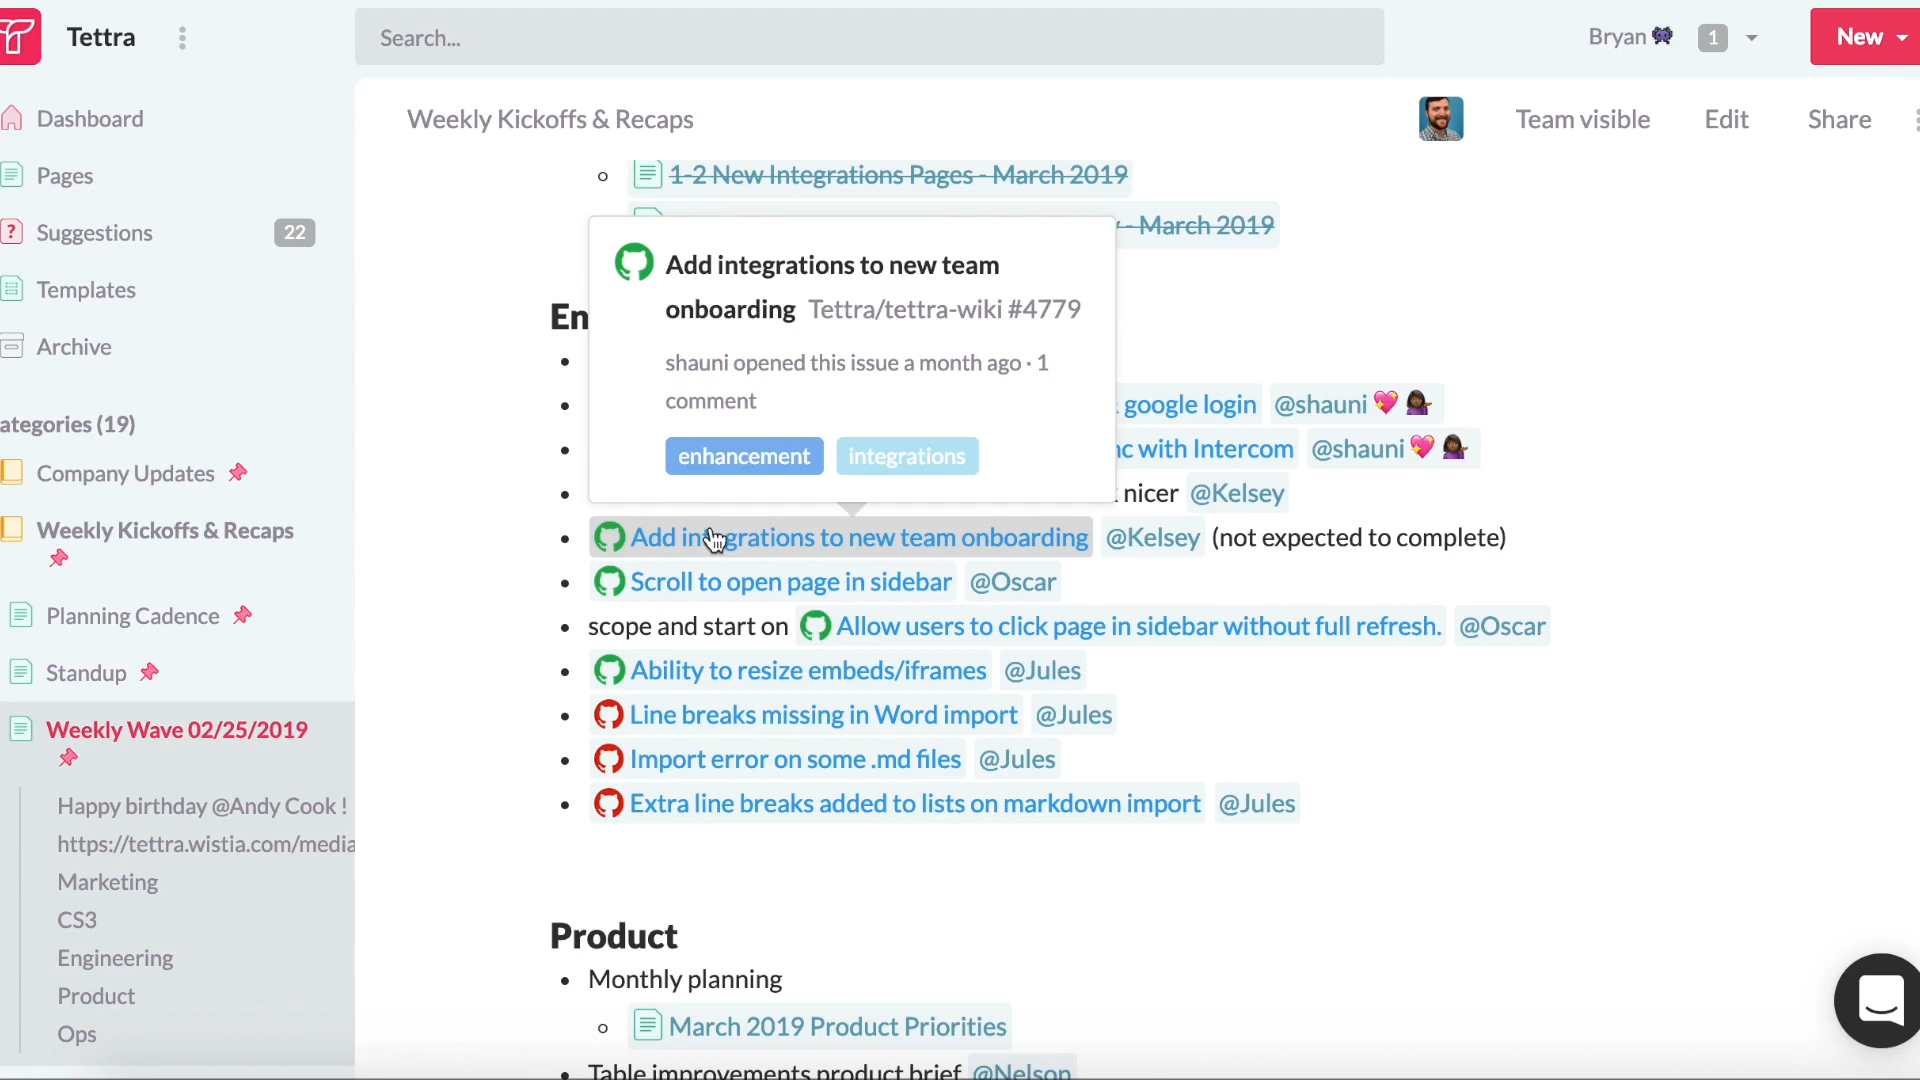 Tettra
Search...
Bryan
1
New
Dashboard
Pages
Suggestions
22
Templates
Archive
ategories (19)
Company Updates
Weekly Kickoffs & Recaps
Planning Cadence
Standup
Weekly Wave 02/25/2019
Happy birthday @Andy Cook !
https://tettra.wistia.com/media
Marketing
CS3
Engineering
Product
Ops
Weekly Kickoffs & Recaps
Team visible
Edit
Share
1-2 New Integrations Pages - March 2019
- March 2019
Add integrations to new team
onboarding Tettra/tettra-wiki #4779
shauni opened this issue a month ago · 1
comment
enhancement
integrations
En
google login @shauni
nc with Intercom @shauni
nicer @Kelsey
Add integrations to new team onboarding @Kelsey (not expected to complete)
Scroll to open page in sidebar @Oscar
scope and start on Allow users to click page in sidebar without full refresh. @Oscar
Ability to resize embeds/iframes @Jules
Line breaks missing in Word import @Jules
Import error on some .md files @Jules
Extra line breaks added to lists on markdown import @Jules
Product
Monthly planning
March 2019 Product Priorities
Table improvements product brief @Nelson